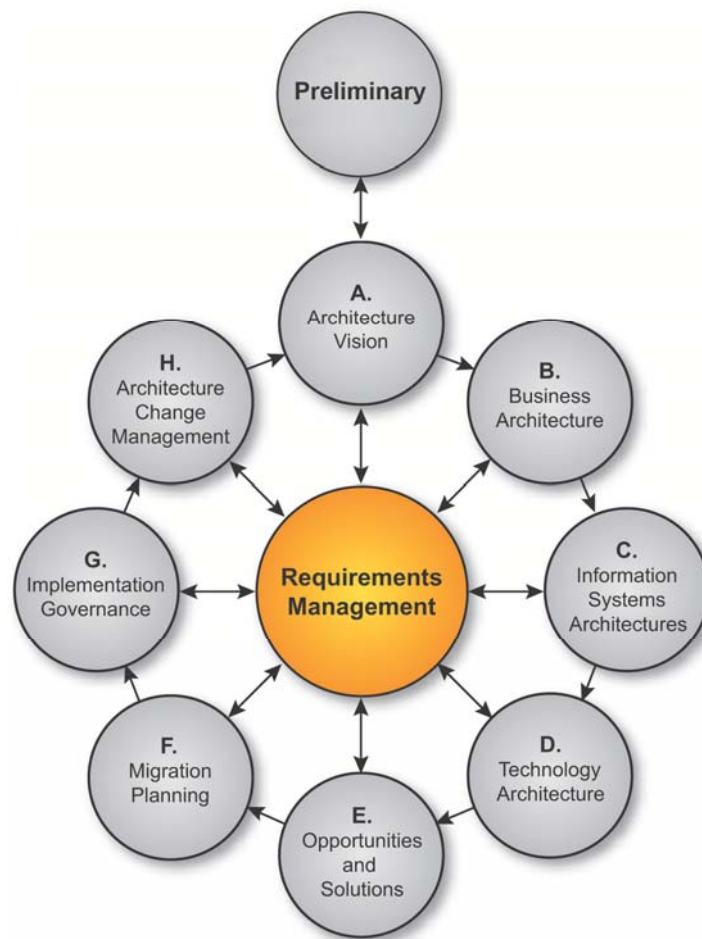 Preliminary
A.
Architecture
Vision
B.
Business
Architecture
C.
Information
Systems
Architectures
D.
Technology
Architecture
E.
Opportunities
and
Solutions
F.
Migration
Planning
G.
Implementation
Governance
H.
Architecture
Change
Management
Requirements
Management